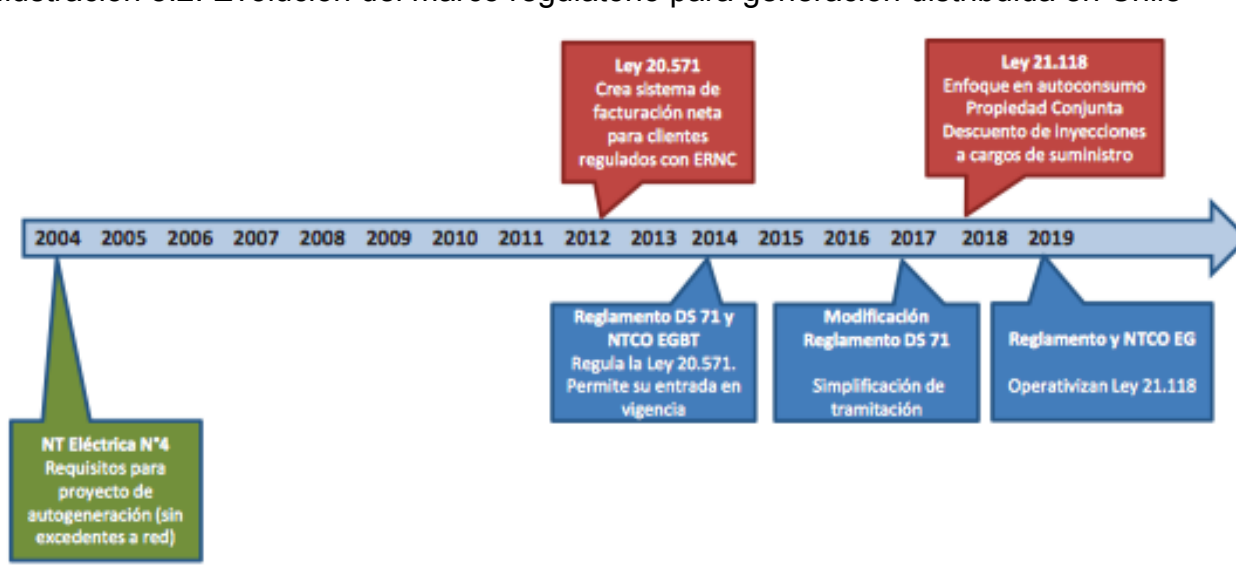 Ley 20.571
Crea sistema de
facturación neta
para clientes
regulados con ERNC
Ley 21.118
Enfoque en autoconsumo
Propiedad Conjunta
Descuento de inyecciones
a cargos de suministro
2004 2005 2006 2007 2008 2009 2010 2011 2012 2013 2014 2015 2016 2017 2018 2019
Reglamento DS 71 y
NTCO EGBT
Regula la Ley 20.571.
Permite su entrada en
vigencia
Modificación
Reglamento DS 71
Simplificación de
tramitación
Reglamento y NTCO EG
Operativizan Ley 21.118
NT Eléctrica N°4
Requisitos para
proyecto de
autogeneración (sin
excedentes a red)